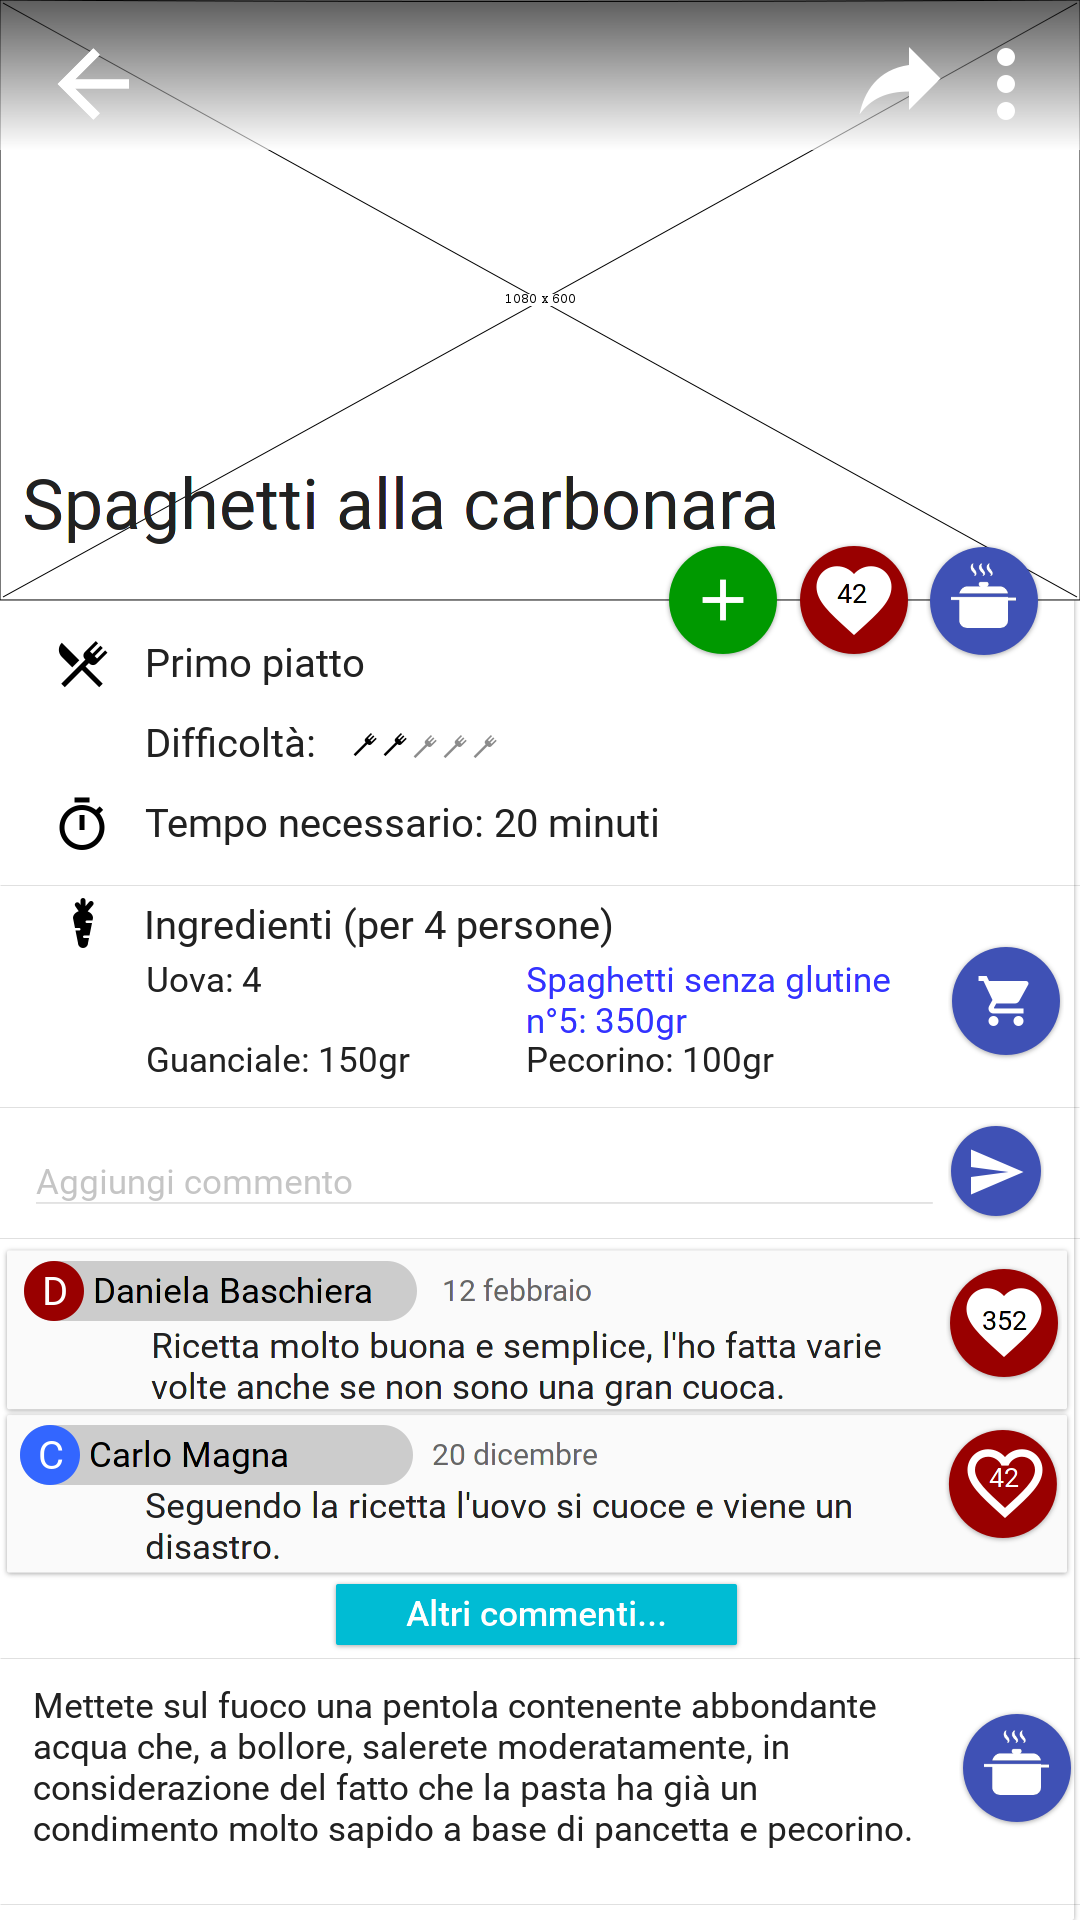 1080 x 600
Spaghetti alla carbonara
42
Primo piatto
Difficoltà:
Tempo necessario: 20 minuti
Ingredienti (per 4 persone)
Uova: 4
Spaghetti senza glutine
n°5: 350gr
Guanciale: 150gr
Pecorino: 100gr
Aggiungi commento
D Daniela Baschiera 12 febbraio
352
Ricetta molto buona e semplice, l'ho fatta varie
volte anche se non sono una gran cuoca.
C Carlo Magna 20 dicembre
42
Seguendo la ricetta l'uovo si cuoce e viene un
disastro.
Altri commenti...
Mettete sul fuoco una pentola contenente abbondante
acqua che, a bollore, salerete moderatamente, in
considerazione del fatto che la pasta ha già un
condimento molto sapido a base di pancetta e pecorino.